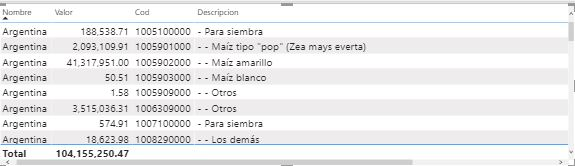 Nombre Valor Cod Descripcion
Argentina 188,538.71 1005100000 - Para siembra
Argentina 2,093,109.91 1005901000 - - Maíz tipo "pop" (Zea mays everta)
Argentina 41,317,951.00 1005902000 - - Maíz amarillo
Argentina 50.51 1005903000 - - Maíz blanco
Argentina 1.58 1005909000 - - Otros
Argentina 3,515,036.31 1006309000 - - Otros
Argentina 574.91 1007100000 - Para siembra
Argentina 18,623.98 1008290000 - - Los demás
Total 104,155,250.47